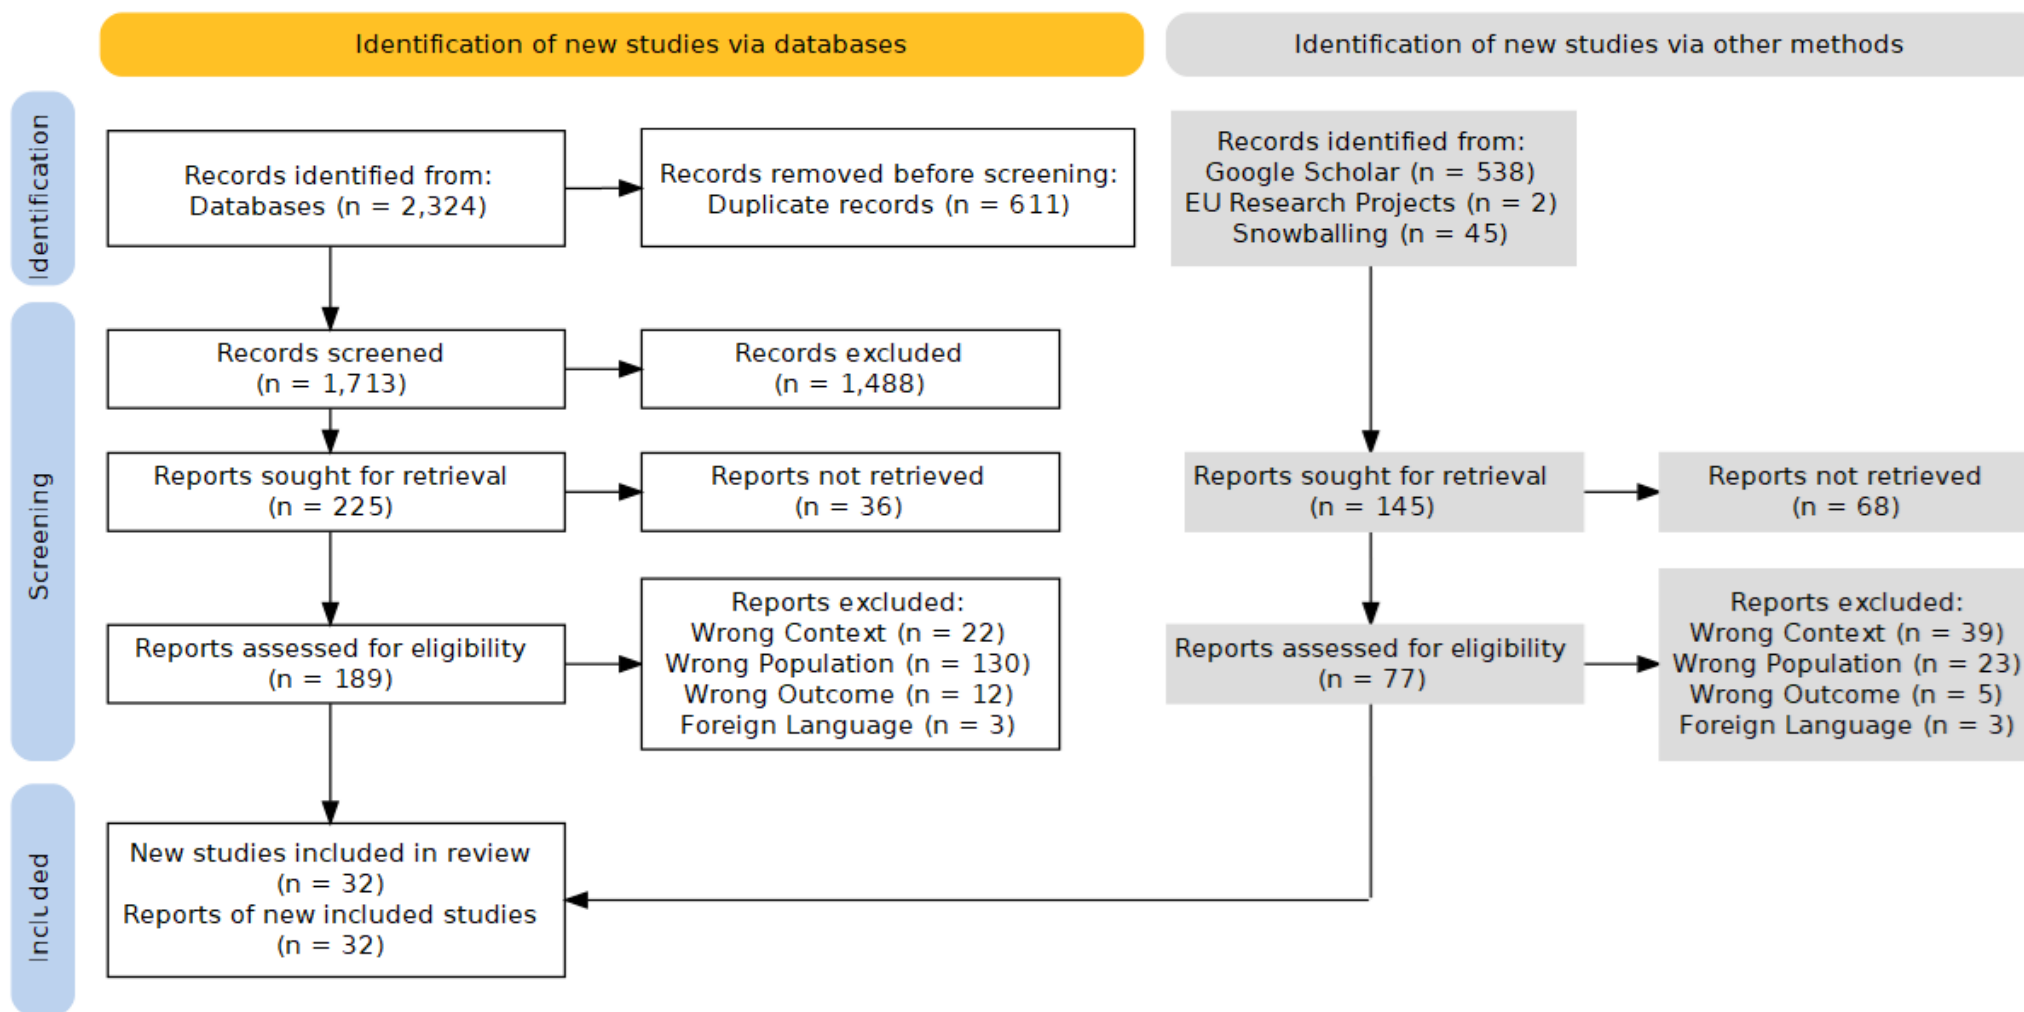 Identification of new studies via databases
Identification of new studies via other methods
Identification
Records identified from:
Databases (n = 2,324)
Records removed before screening:
Duplicate records (n = 611)
Records identified from:
Google Scholar (n = 538)
EU Research Projects (n = 2)
Snowballing (n = 45)
Screening
Records screened
(n = 1,713)
Records excluded
(n = 1,488)
Reports sought for retrieval
(n = 225)
Reports not retrieved
(n = 36)
Reports sought for retrieval
(n = 145)
Reports not retrieved
(n = 68)
Reports assessed for eligibility
(n = 189)
Reports excluded:
Wrong Context (n = 22)
Wrong Population (n = 130)
Wrong Outcome (n = 12)
Foreign Language (n = 3)
Reports assessed for eligibility
(n = 77)
Reports excluded:
Wrong Context (n = 39)
Wrong Population (n = 23)
Wrong Outcome (n = 5)
Foreign Language (n = 3)
Included
New studies included in review
(n = 32)
Reports of new included studies
(n = 32)